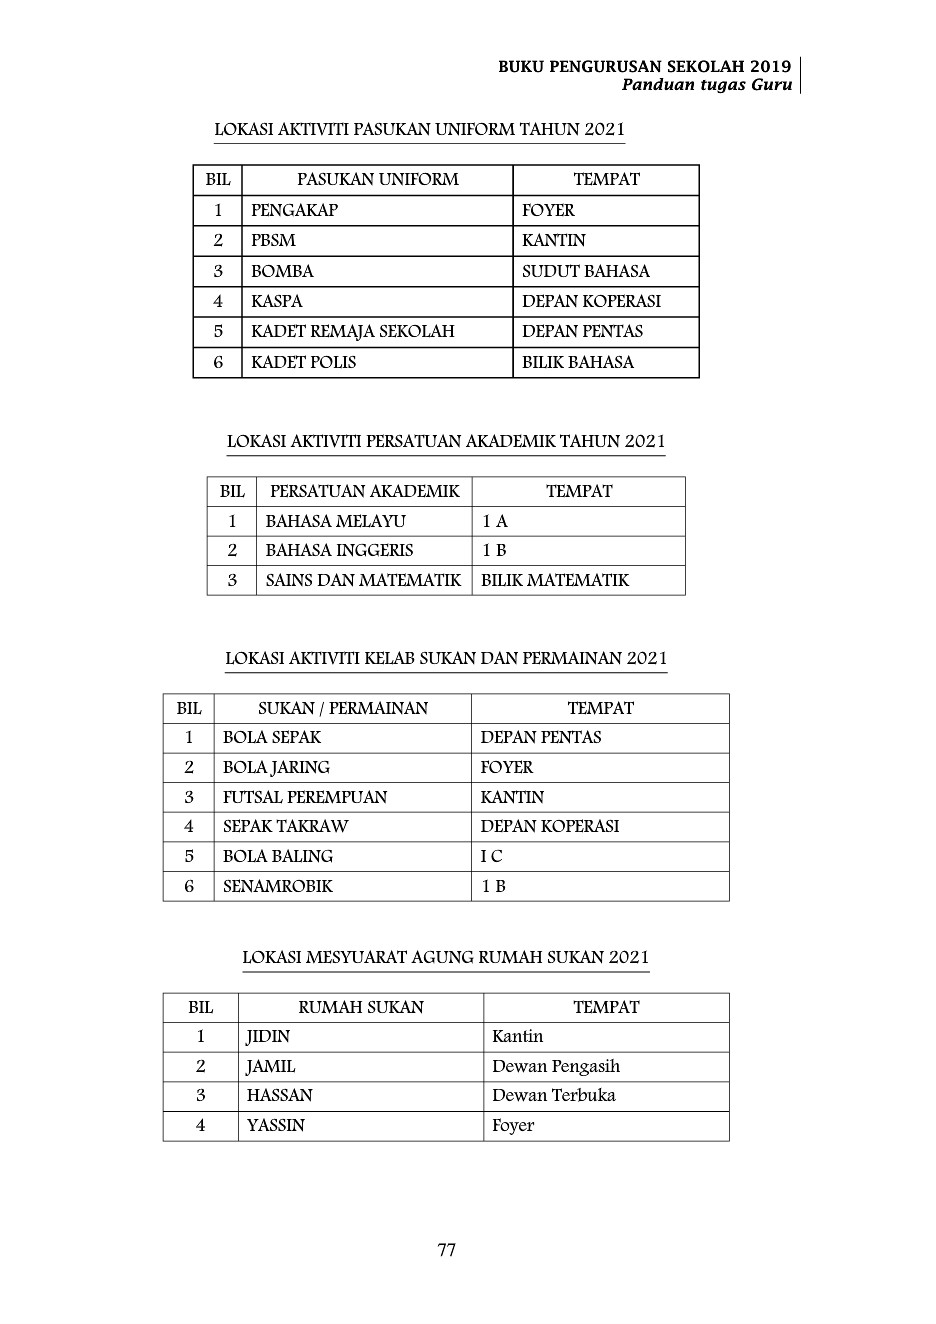 BUKU PENGURUSAN SEKOLAH 2019
Panduan tugas Guru
LOKASI AKTIVITI PASUKAN UNIFORM TAHUN 2021
BIL PASUKAN UNIFORM TEMPAT
1 PENGAKAP FOYER
2 PBSM KANTIN
3 BOMBA SUDUT BAHASA
4 KASPA DEPAN KOPERASI
5 KADET REMAJA SEKOLAH DEPAN PENTAS
6 KADET POLIS BILIK BAHASA
LOKASI AKTIVITI PERSATUAN AKADEMIK TAHUN 2021
BIL PERSATUAN AKADEMIK TEMPAT
1 BAHASA MELAYU 1 A
2 BAHASA INGGERIS 1 B
3 SAINS DAN MATEMATIK BILIK MATEMATIK
LOKASI AKTIVITI KELAB SUKAN DAN PERMAINAN 2021
BIL SUKAN / PERMAINAN TEMPAT
1 BOLA SEPAK DEPAN PENTAS
2 BOLA JARING FOYER
3 FUTSAL PEREMPUAN KANTIN
4 SEPAK TAKRAW DEPAN KOPERASI
5 BOLA BALING I C
6 SENAMROBIK 1 B
LOKASI MESYUARAT AGUNG RUMAH SUKAN 2021
BIL RUMAH SUKAN TEMPAT
1 JIDIN Kantin
2 JAMIL Dewan Pengasih
3 HASSAN Dewan Terbuka
4 YASSIN Foyer
77